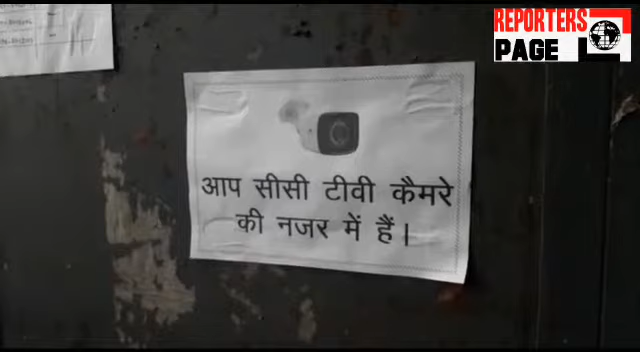 REPORTERS
PAGE
आप सीसी टीवी कैमरे
की नजर में हैं।